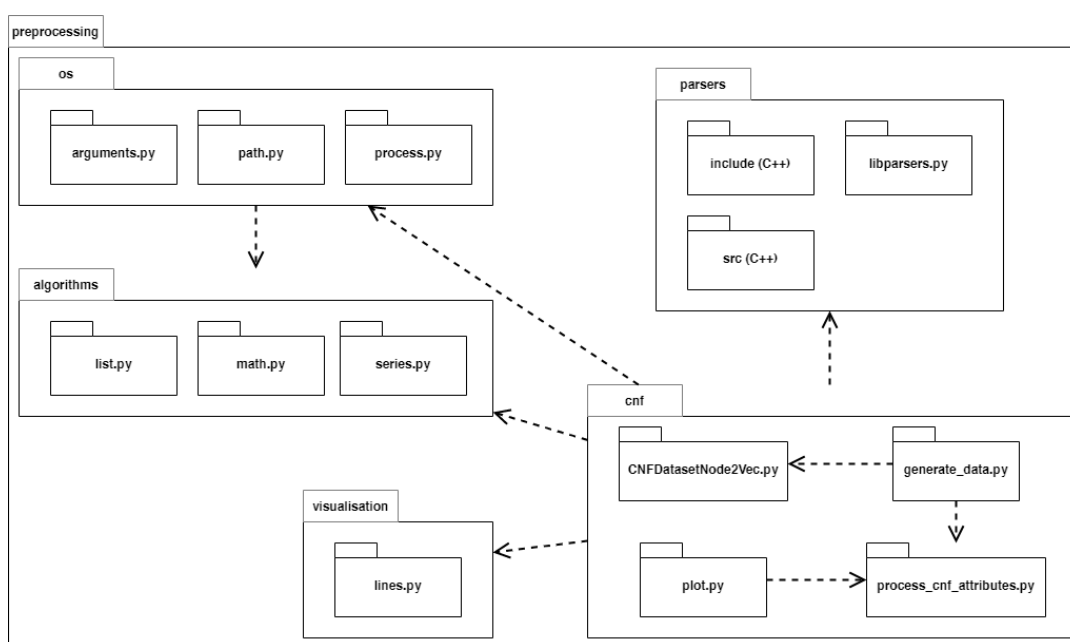 preprocessing
os
arguments.py
path.py
process.py
parsers
include (C++)
libparsers.py
src (C++)
algorithms
list.py
math.py
series.py
cnf
CNFDatasetNode2Vec.py
generate_data.py
plot.py
process_cnf_attributes.py
visualisation
lines.py